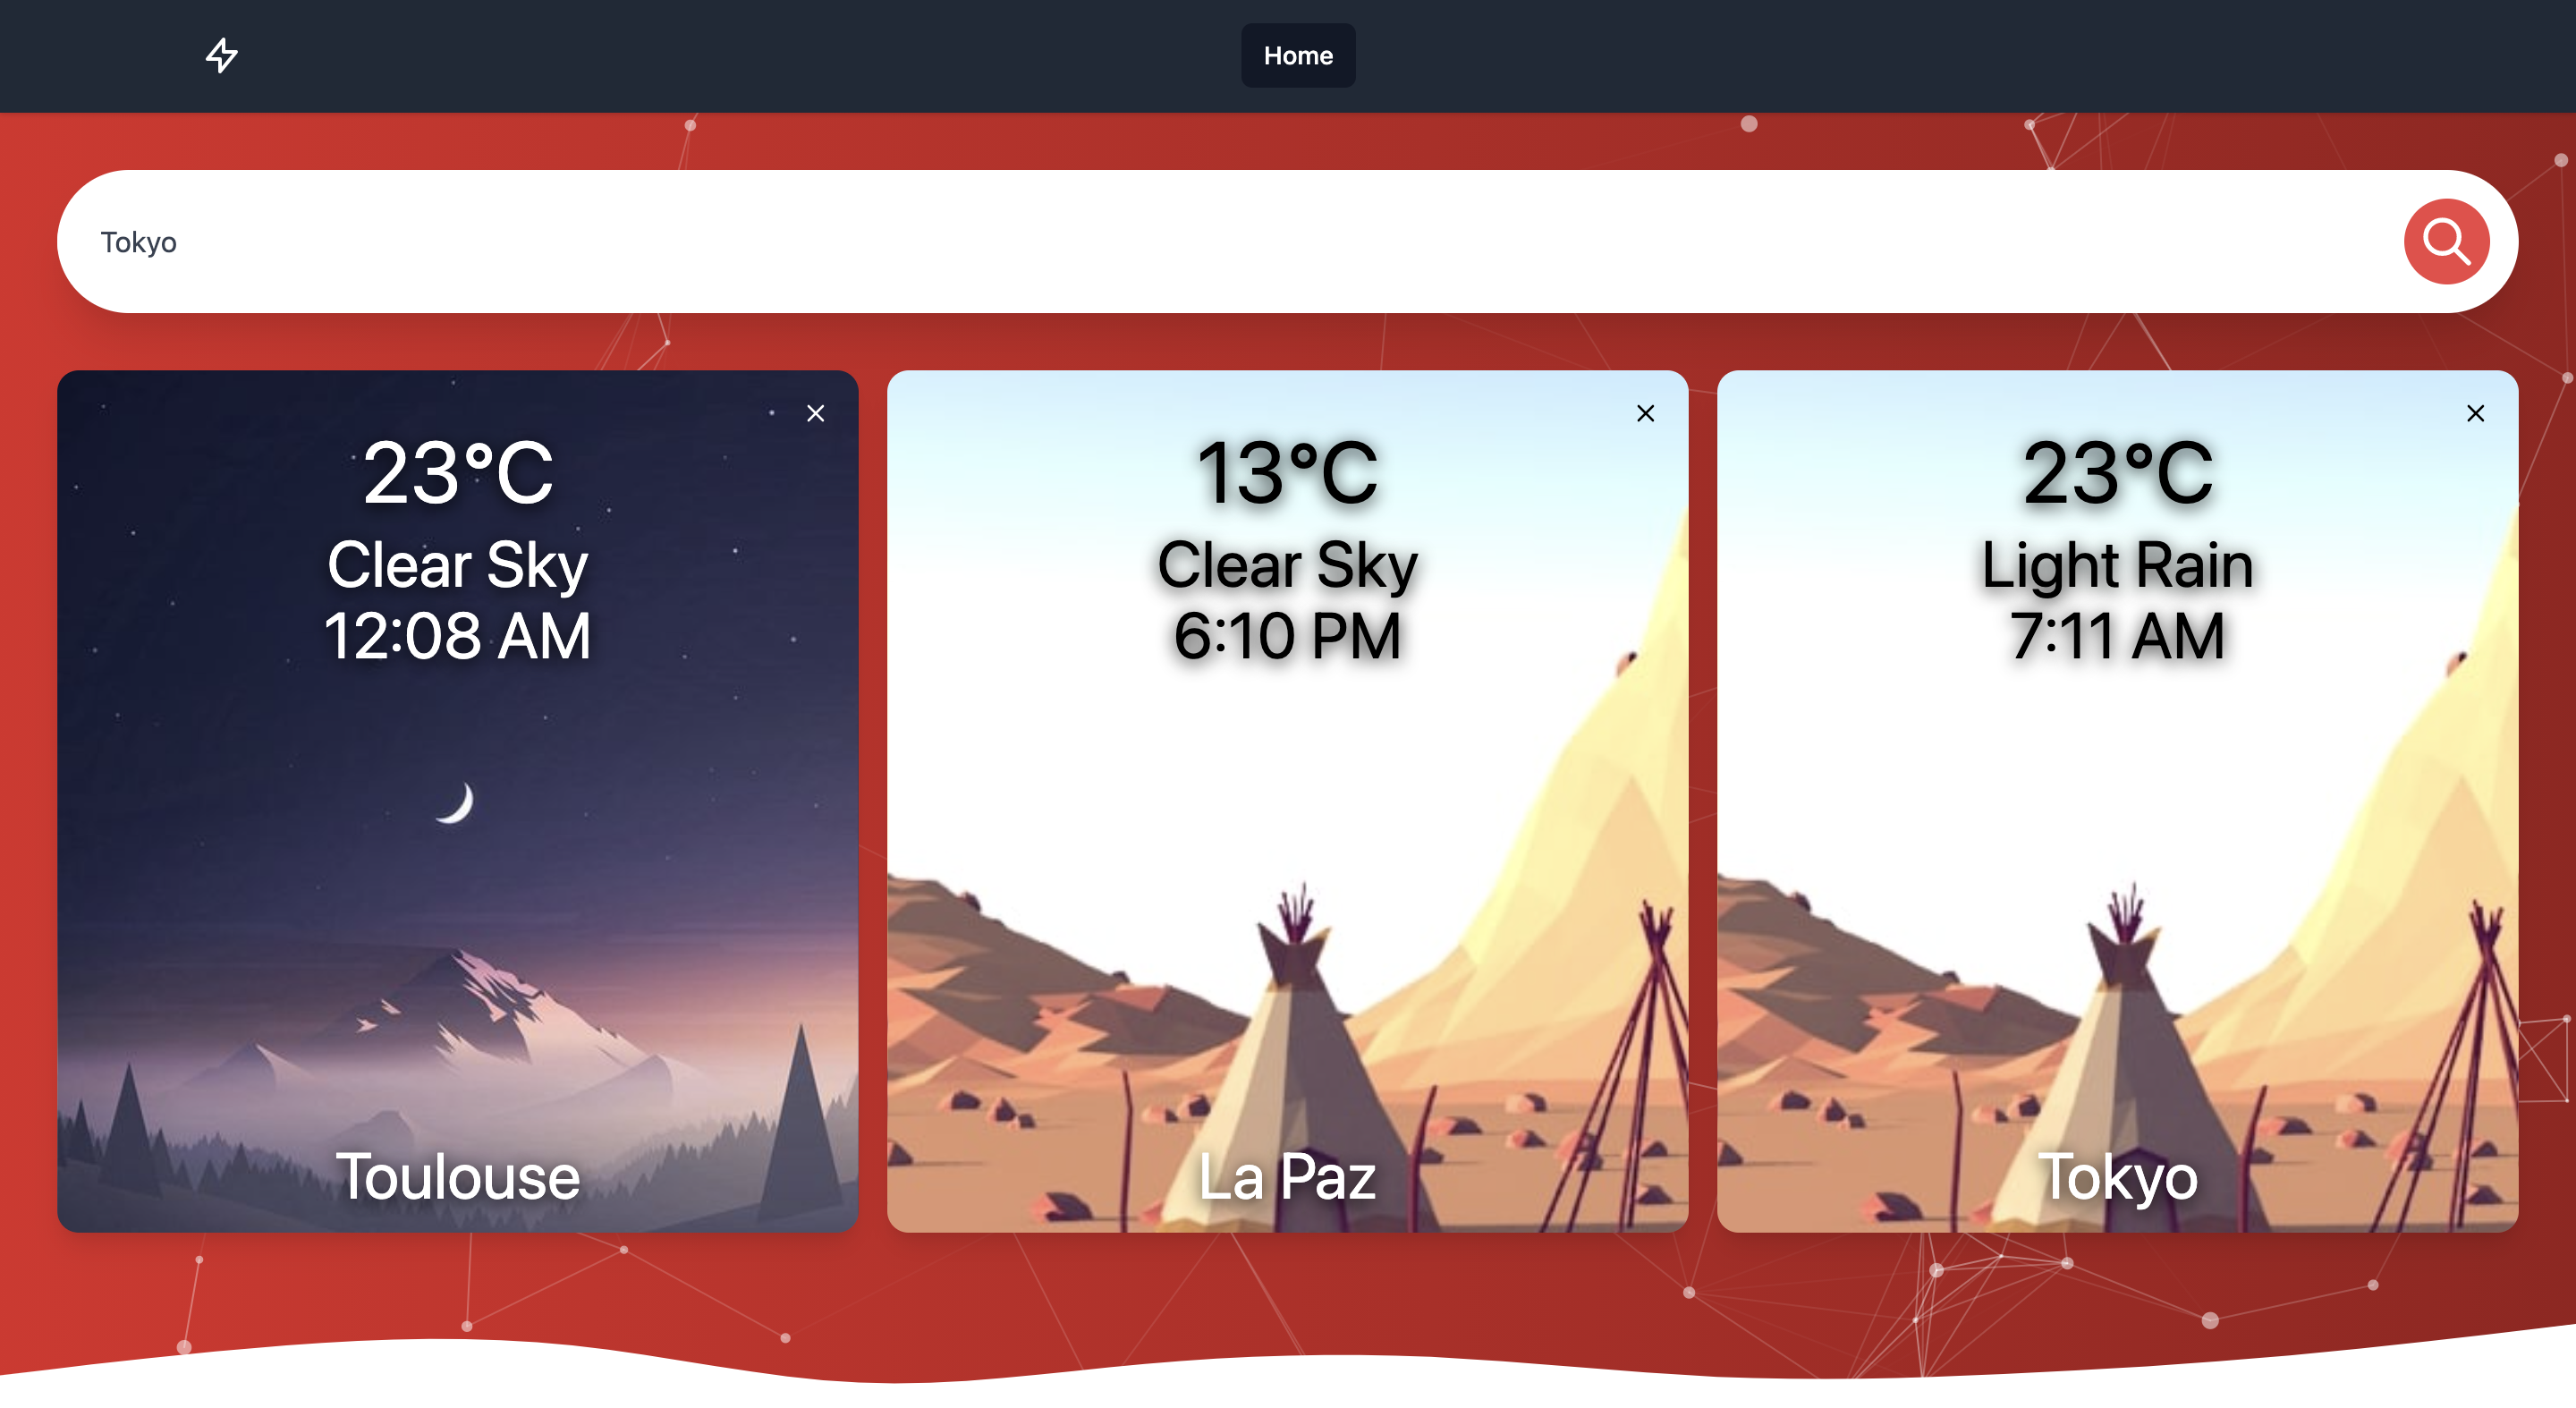 Home
Tokyo
23°C
Clear Sky
12:08 AM
Toulouse
13°C
Clear Sky
6:10 PM
La Paz
23°C
Light Rain
7:11 AM
Tokyo